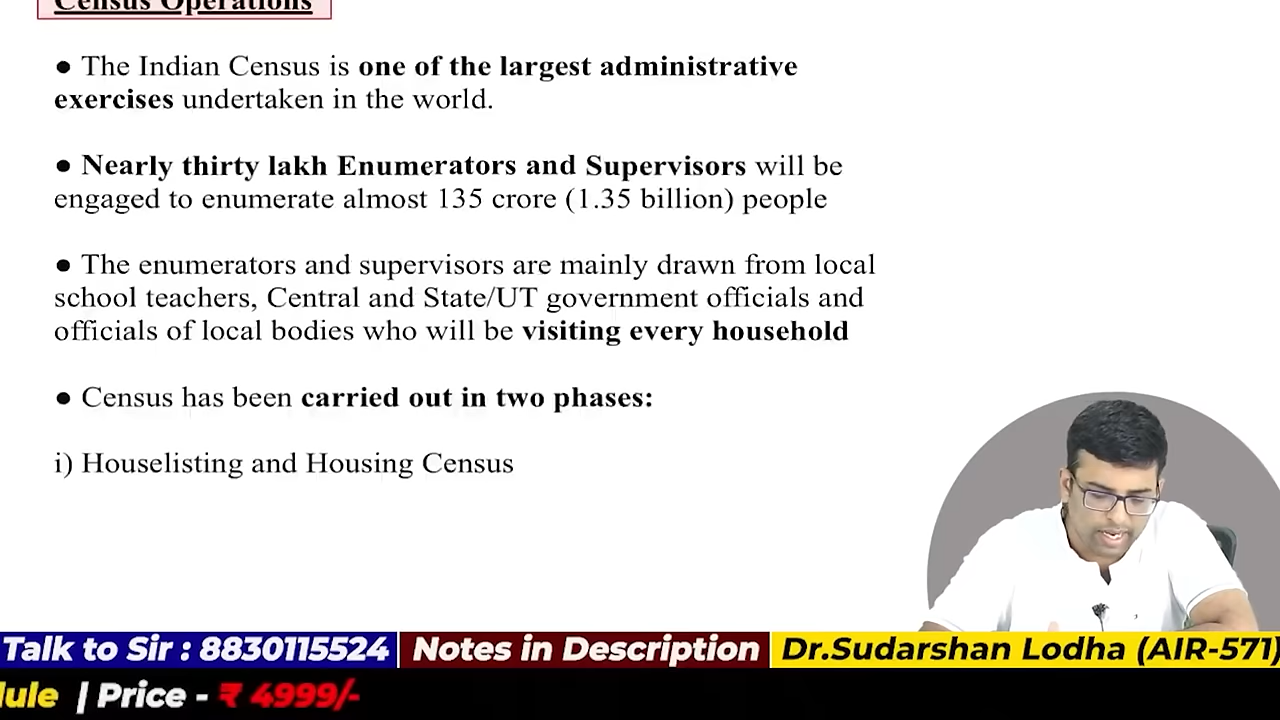 Census Operations
● The Indian Census is one of the largest administrative
exercises undertaken in the world.
● Nearly thirty lakh Enumerators and Supervisors will be
engaged to enumerate almost 135 crore (1.35 billion) people
● The enumerators and supervisors are mainly drawn from local
school teachers, Central and State/UT government officials and
officials of local bodies who will be visiting every household
● Census has been carried out in two phases:
i) Houselisting and Housing Census
Talk to Sir : 8830115524 Notes in Description Dr.Sudarshan Lodha (AIR-571)
| Price - ₹ 4999/-